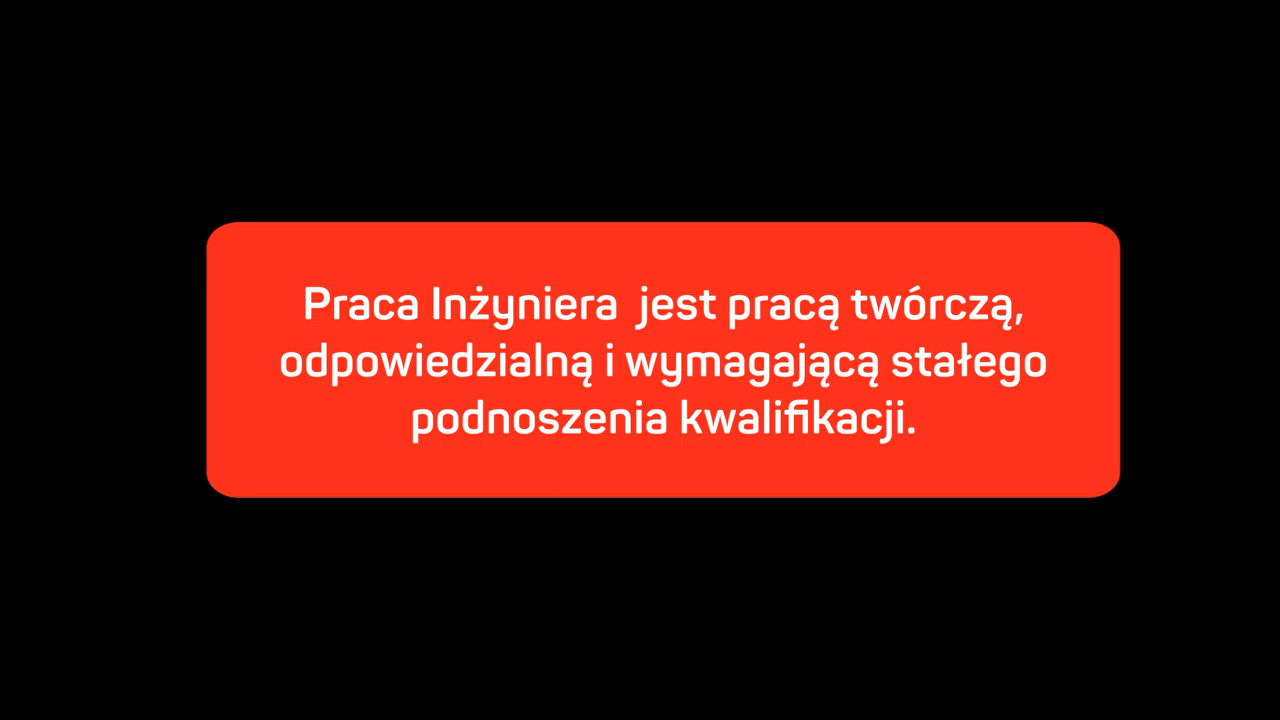 Praca Inżyniera  jest pracą twórczą,
odpowiedzialną i wymagającą stałego
podnoszenia kwalifikacji.